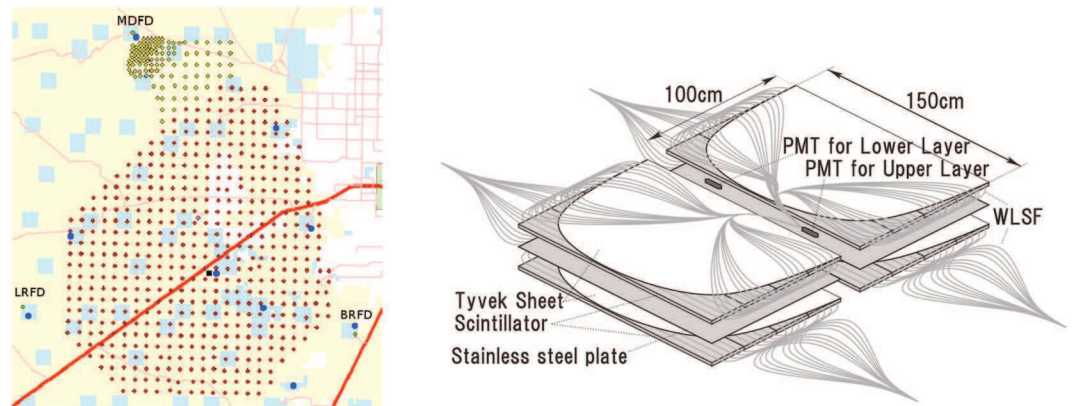 MDFD
LRFD
BRFD
100cm
150cm
PMT for Lower Layer
PMT for Upper Layer
WLSF
Tyvek Sheet
Scintillator
Stainless steel plate